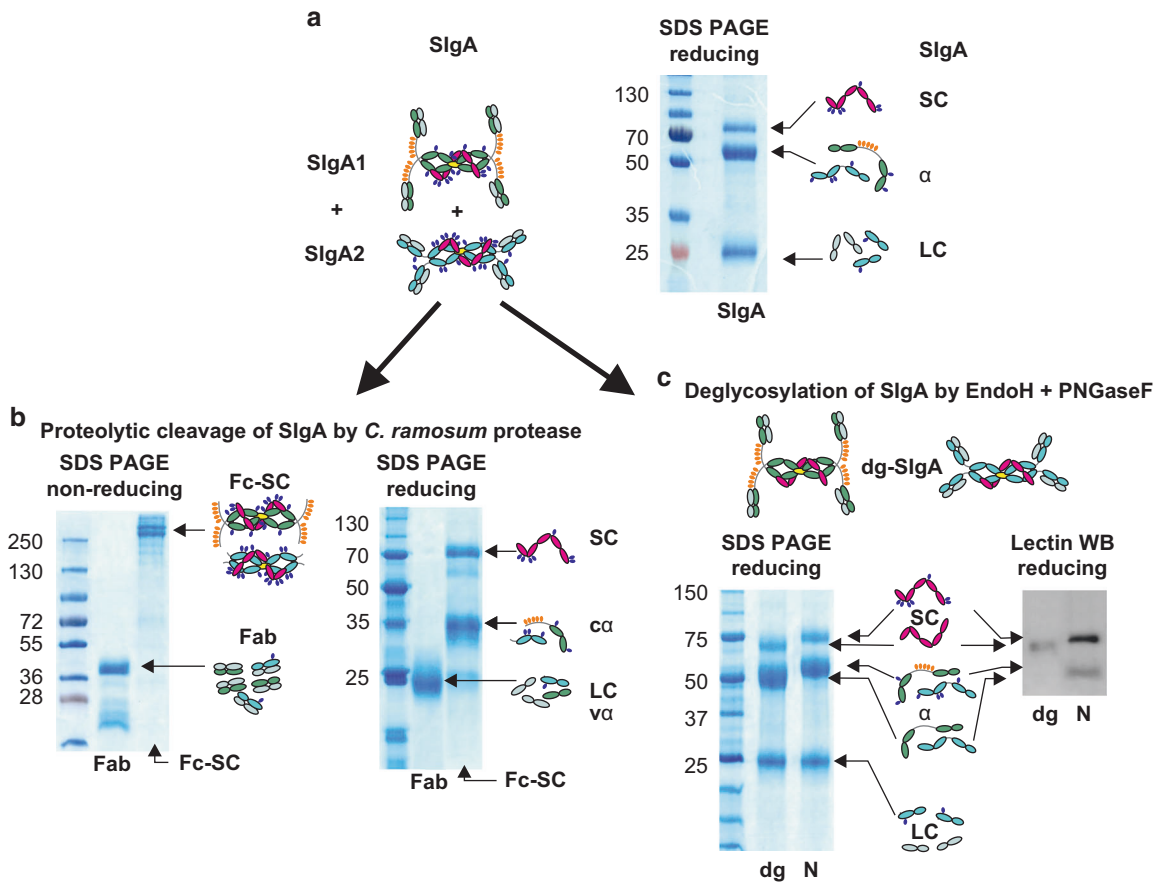 a
SIgA
SIgA1
+
+
SIgA2
SDS PAGE
reducing
130
70
50
35
25
SIgA
SIgA
SC
α
LC
b
Proteolytic cleavage of SIgA by C. ramosum protease
SDS PAGE
non-reducing
250
130
72
55
36
28
Fab
Fc-SC
Fc-SC
Fab
SDS PAGE
reducing
130
70
50
35
25
Fab
Fc-SC
SC
cα
LC
vα
c
Deglycosylation of SIgA by EndoH + PNGaseF
dg-SIgA
SDS PAGE
reducing
150
75
50
37
25
dg
N
SC
α
LC
Lectin WB
reducing
dg
N